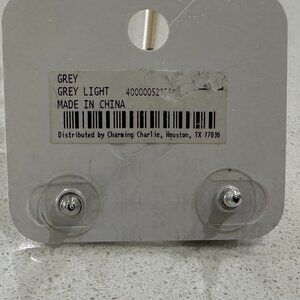 GREY
GREY LIGHT
MADE IN CHINA
Distributed by Charming Charlie, Houston, TX 77036